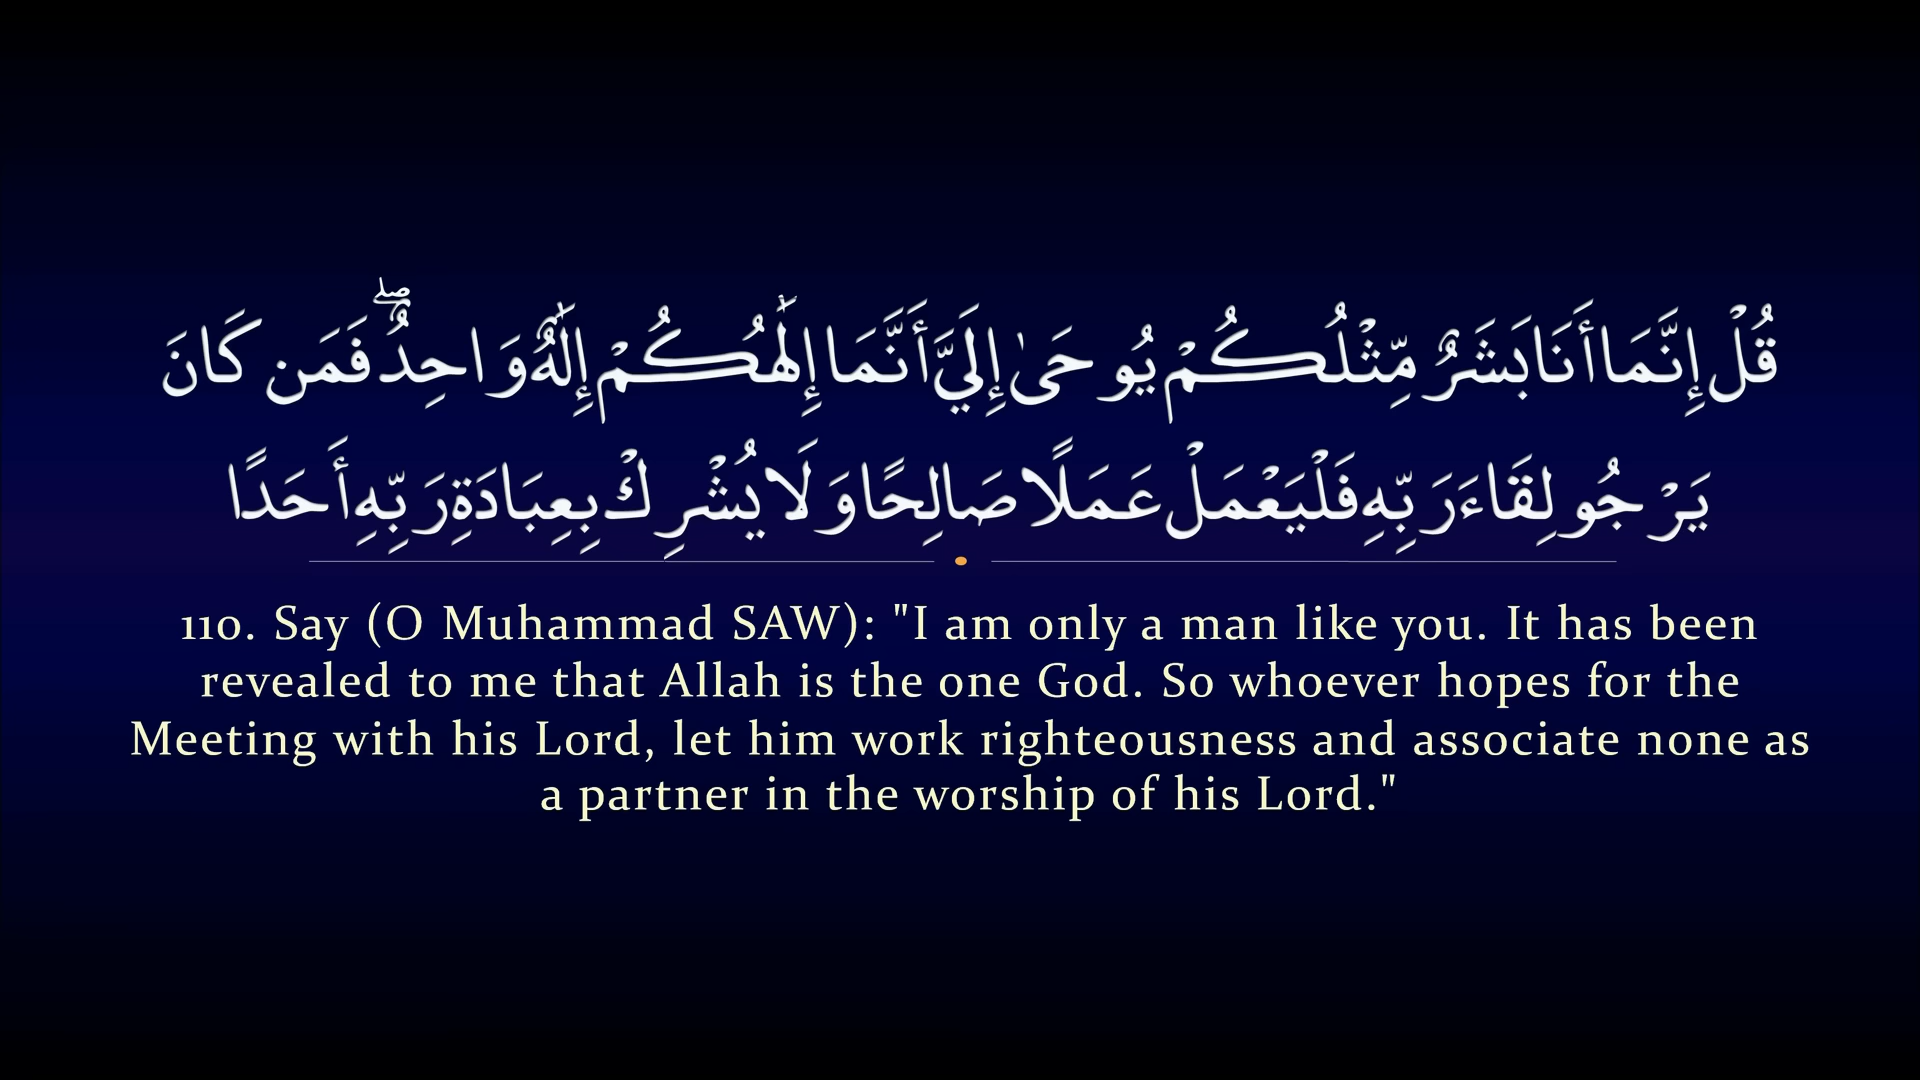 قُلْ إِنَّمَا أَنَا بَشَرٌ مِّثْلُكُمْ يُوحَىٰ إِلَيَّ أَنَّمَا إِلَٰهُكُمْ إِلَٰهٌ وَاحِدٌ ۖ فَمَن كَانَ
يَرْجُو لِقَاءَ رَبِّهِ فَلْيَعْمَلْ عَمَلًا صَالِحًا وَلَا يُشْرِكْ بِعِبَادَةِ رَبِّهِ أَحَدًا
110. Say (O Muhammad SAW): "I am only a man like you. It has been
revealed to me that Allah is the one God. So whoever hopes for the
Meeting with his Lord, let him work righteousness and associate none as
a partner in the worship of his Lord."